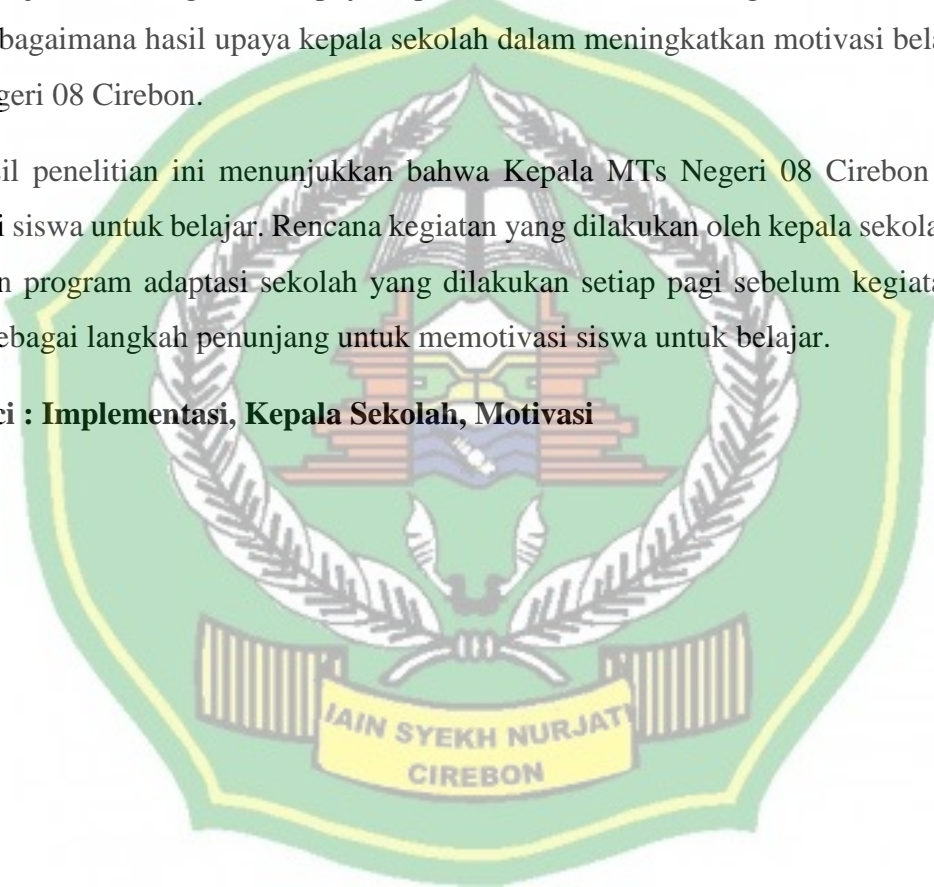 bagaimana hasil upaya kepala sekolah dalam meningkatkan motivasi bela
geri 08 Cirebon.
il penelitian ini menunjukkan bahwa Kepala MTs Negeri 08 Cirebon
i siswa untuk belajar. Rencana kegiatan yang dilakukan oleh kepala sekola
n program adaptasi sekolah yang dilakukan setiap pagi sebelum kegiata
ebagai langkah penunjang untuk memotivasi siswa untuk belajar.
ci : Implementasi, Kepala Sekolah, Motivasi
IAIN SYEKH NURJATI
CIREBON